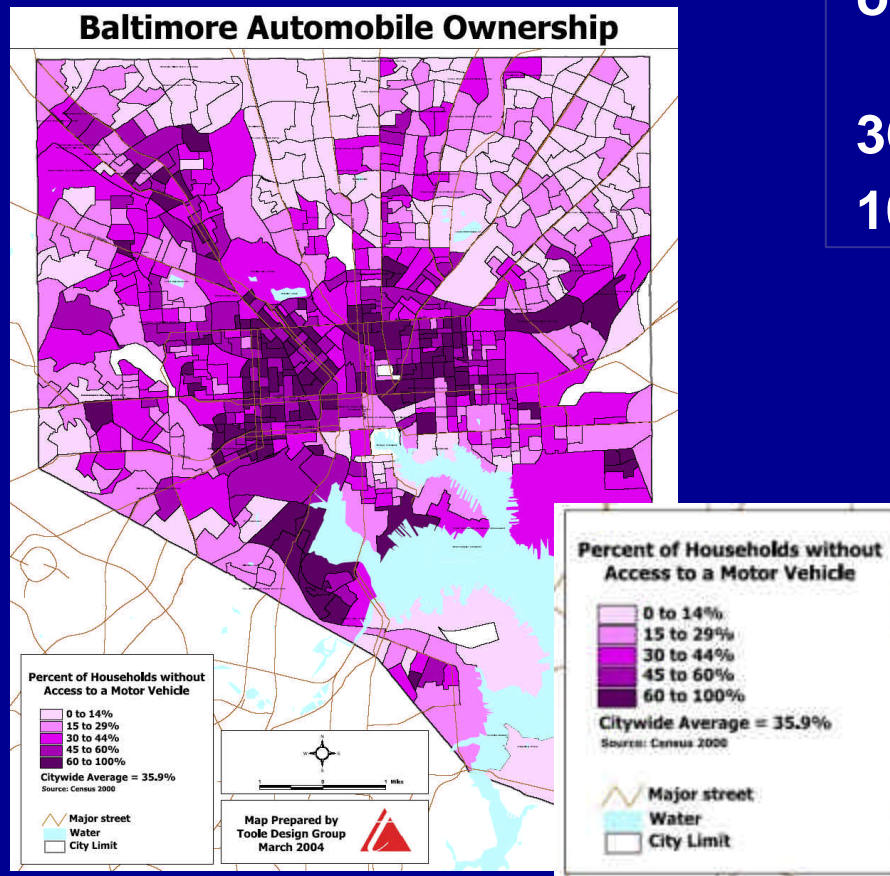 Baltimore Automobile Ownership
Percent of Households without
Access to a Motor Vehicle
0 to 14%
15 to 29%
30 to 44%
45 to 60%
60 to 100%
Citywide Average = 35.9%
Source: Census 2000
Major street
Water
City Limit
N
W
E
S
1 0 1 Miles
Map Prepared by
Toole Design Group
March 2004
Percent of Households without
Access to a Motor Vehicle
0 to 14%
15 to 29%
30 to 44%
45 to 60%
60 to 100%
Citywide Average = 35.9%
Source: Census 2000
Major street
Water
City Limit